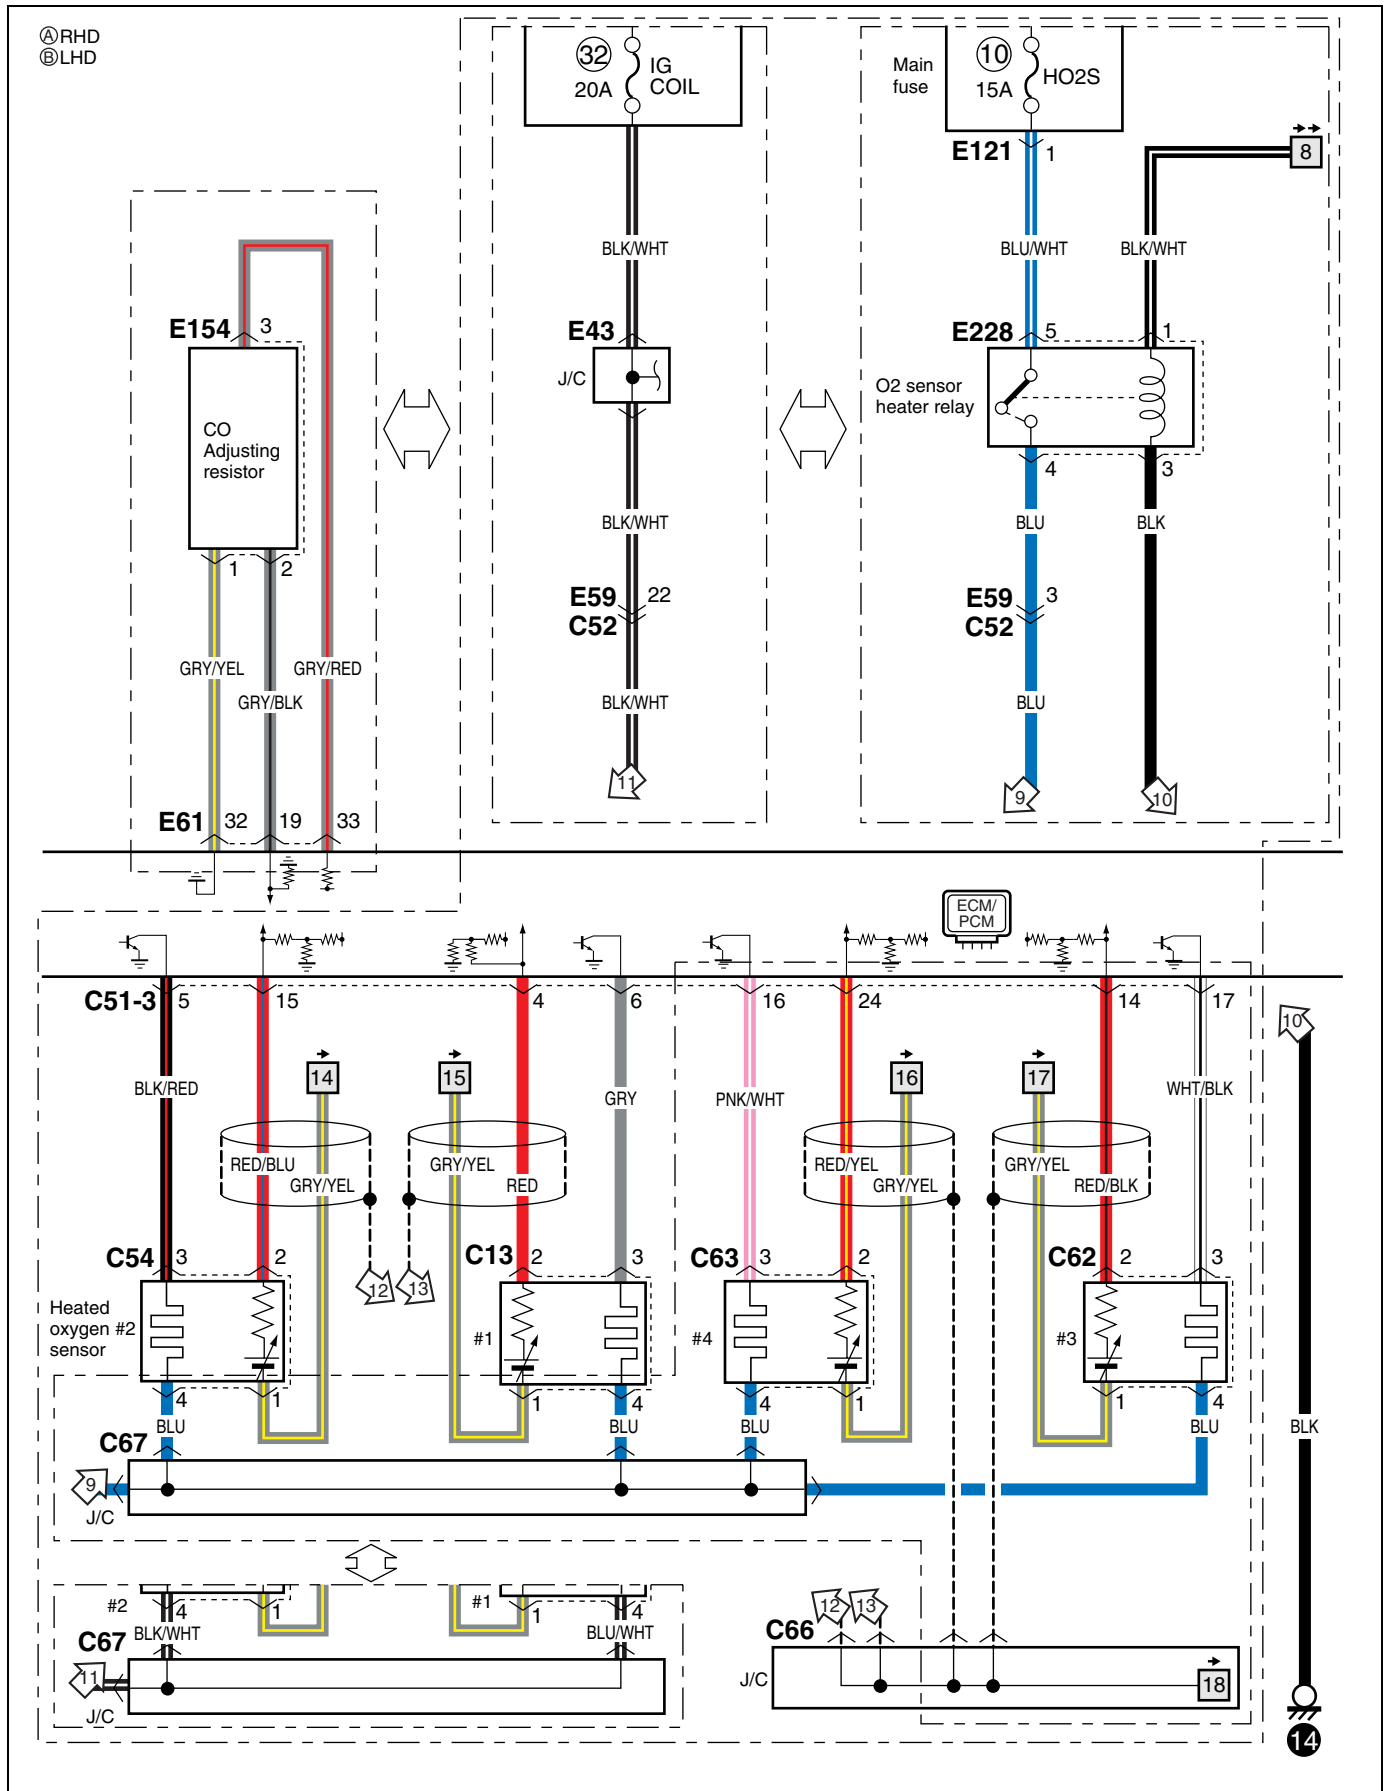 Ⓐ RHD
Ⓑ LHD
32
20A
IG
COIL
Main
fuse
10
15A
HO2S
E121
1
8
BLK/WHT
BLU/WHT
BLK/WHT
E154
3
E43
E228
5
1
J/C
O2 sensor
heater relay
CO
Adjusting
resistor
4
3
BLK/WHT
BLU
BLK
1
2
E59
22
C52
E59
3
C52
GRY/YEL
GRY/RED
GRY/BLK
BLK/WHT
BLU
11
9
10
E61
32
19
33
ECM/
PCM
C51-3
5
15
4
6
16
24
14
17
10
14
15
16
17
BLK/RED
GRY
PNK/WHT
WHT/BLK
RED/BLU
GRY/YEL
GRY/YEL
RED
RED/YEL
GRY/YEL
GRY/YEL
RED/BLK
C54
3
2
12
13
C13
2
3
C63
3
2
C62
2
3
Heated
oxygen #2
sensor
#1
#4
#3
4
1
1
4
4
1
1
4
BLU
BLU
BLU
BLU
BLK
C67
9
J/C
#2
4
1
#1
1
4
BLK/WHT
BLU/WHT
C67
11
J/C
12
13
C66
J/C
18
14